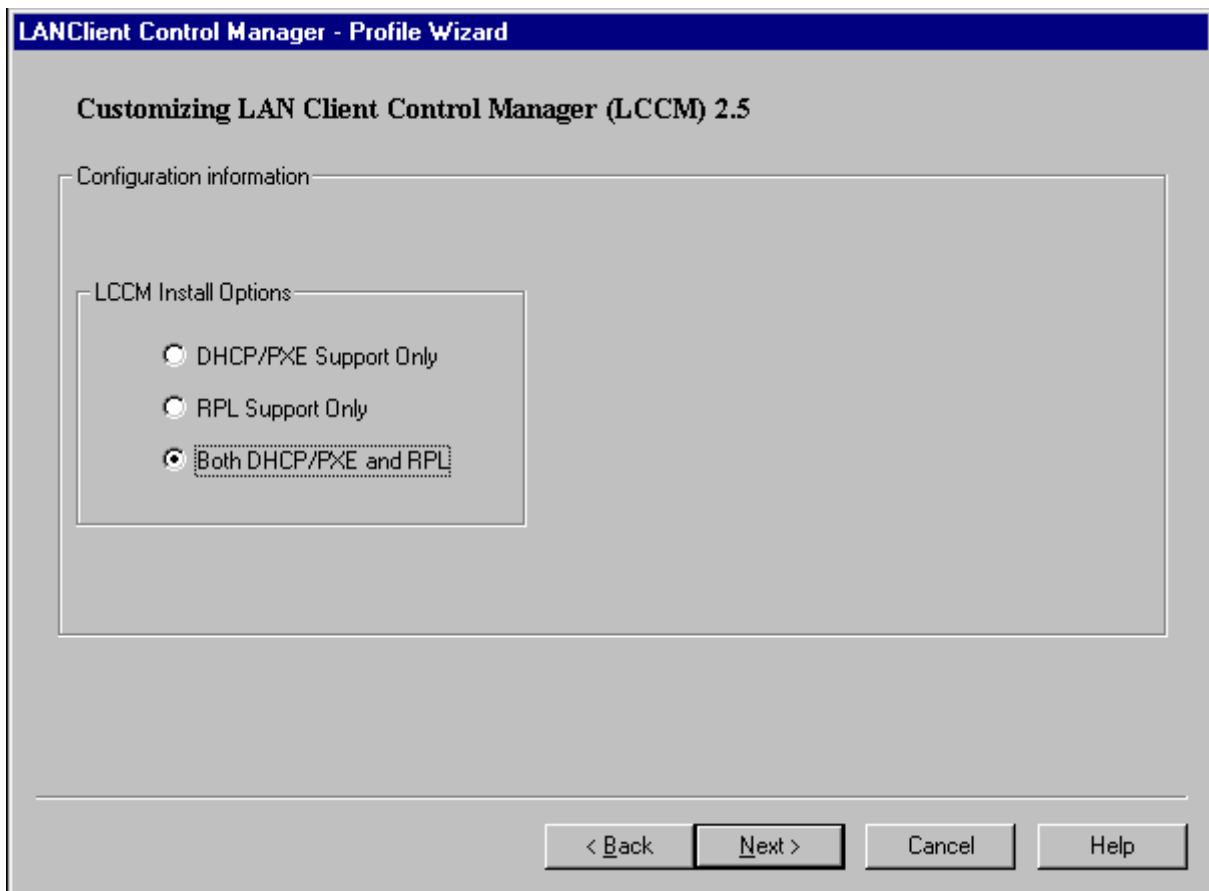 LANClient Control Manager - Profile Wizard
Customizing LAN Client Control Manager (LCCM) 2.5
Configuration information
LCCM Install Options
DHCP/PXE Support Only
RPL Support Only
Both DHCP/PXE and RPL
< Back Next > Cancel Help